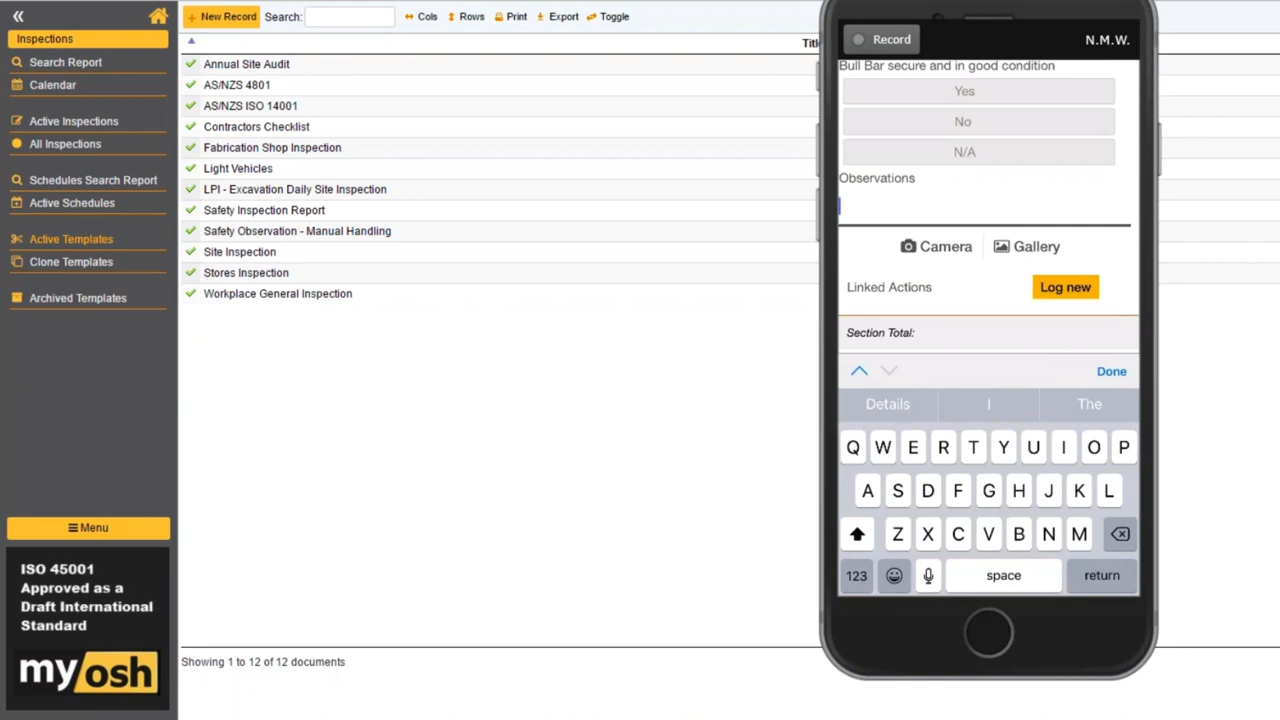 Inspections
Search Report
Calendar
Active Inspections
All Inspections
Schedules Search Report
Active Schedules
Active Templates
Clone Templates
Archived Templates
Menu
ISO 45001
Approved as a
Draft International
Standard
myosh
New Record Search: Cols Rows Print Export Toggle
Annual Site Audit
AS/NZS 4801
AS/NZS ISO 14001
Contractors Checklist
Fabrication Shop Inspection
Light Vehicles
LPI - Excavation Daily Site Inspection
Safety Inspection Report
Safety Observation - Manual Handling
Site Inspection
Stores Inspection
Workplace General Inspection
Showing 1 to 12 of 12 documents
Record N.M.W.
Bull Bar secure and in good condition
Yes
No
N/A
Observations
Camera Gallery
Linked Actions Log new
Section Total:
Done
Details I The
Q W E R T Y U I O P
A S D F G H J K L
Z X C V B N M
123 space return